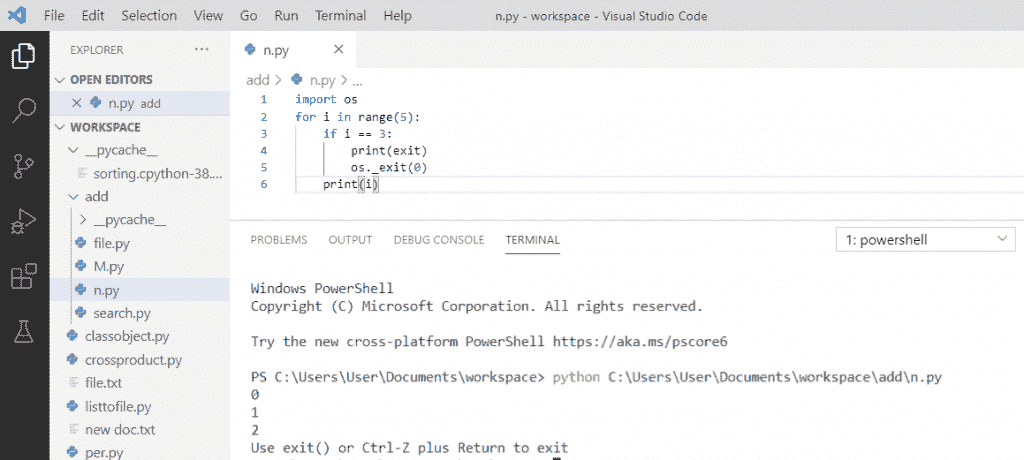 File Edit Selection View Go Run Terminal Help n.py - workspace - Visual Studio Code
EXPLORER ...
OPEN EDITORS
n.py add
WORKSPACE
__pycache__
sorting.cpython-38....
add
__pycache__
file.py
M.py
n.py
search.py
classobject.py
crossproduct.py
file.txt
listtofile.py
new doc.txt
per.py
n.py
add > n.py > ...
1 import os
2 for i in range(5):
3 if i == 3:
4 print(exit)
5 os._exit(0)
6 print(i)
PROBLEMS OUTPUT DEBUG CONSOLE TERMINAL 1: powershell
Windows PowerShell
Copyright (C) Microsoft Corporation. All rights reserved.
Try the new cross-platform PowerShell https://aka.ms/pscore6
PS C:\Users\User\Documents\workspace> python C:\Users\User\Documents\workspace\add\n.py
0
1
2
Use exit() or Ctrl-Z plus Return to exit